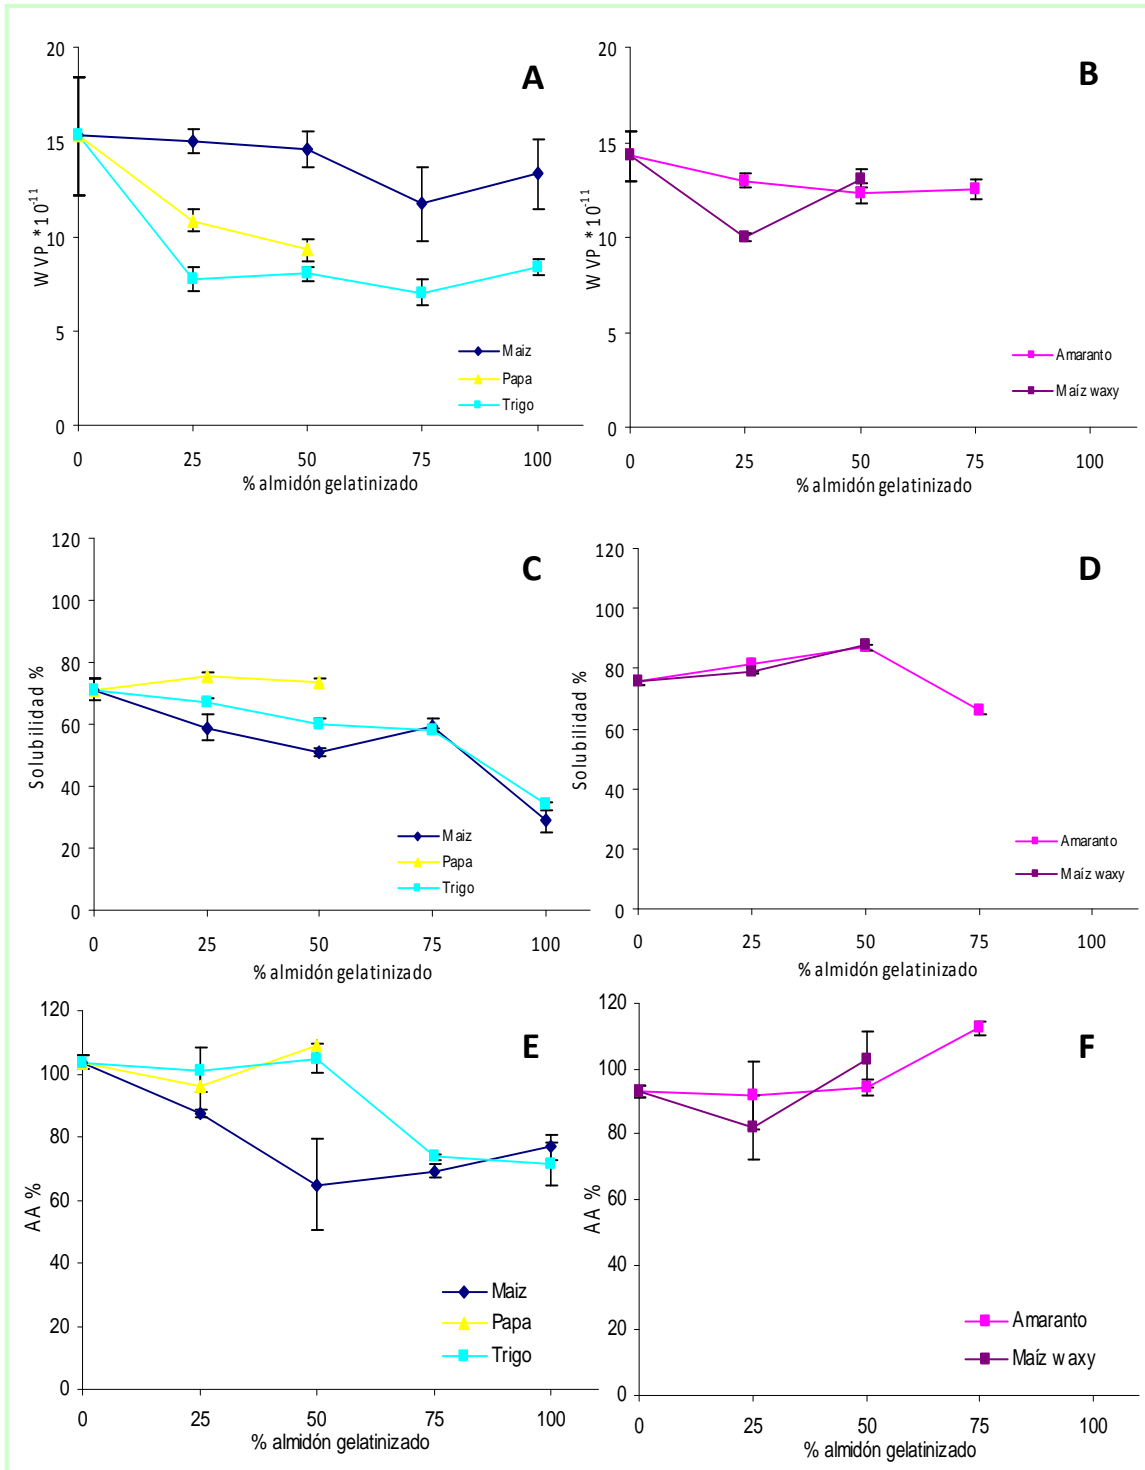 A
20
15
10
5
0
WVP *10-11
0 25 50 75 100
% almidón gelatinizado
Maiz
Papa
Trigo
B
20
15
10
5
0
WVP *10-11
0 25 50 75 100
% almidón gelatinizado
Amaranto
Maíz waxy
C
120
100
80
60
40
20
0
Solubilidad %
0 25 50 75 100
% almidón gelatinizado
Maiz
Papa
Trigo
D
120
100
80
60
40
20
0
Solubilidad %
0 25 50 75 100
% almidón gelatinizado
Amaranto
Maíz waxy
E
120
100
80
60
40
20
0
AA %
0 25 50 75 100
% almidón gelatinizado
Maiz
Papa
Trigo
F
120
100
80
60
40
20
0
AA %
0 25 50 75 100
% almidón gelatinizado
Amaranto
Maíz waxy